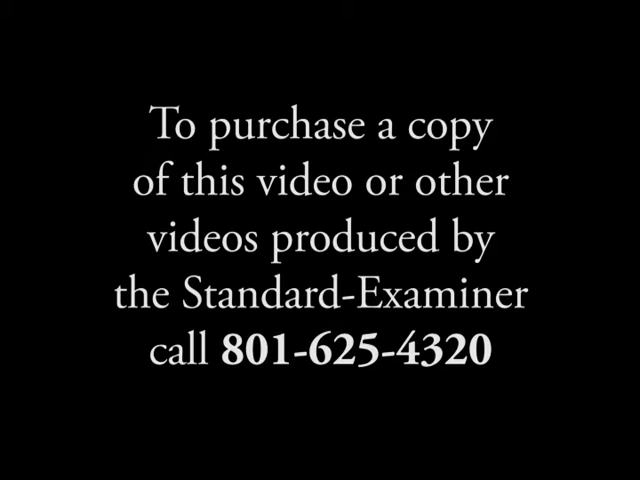 To purchase a copy
of this video or other
videos produced by
the Standard-Examiner
call 801-625-4320